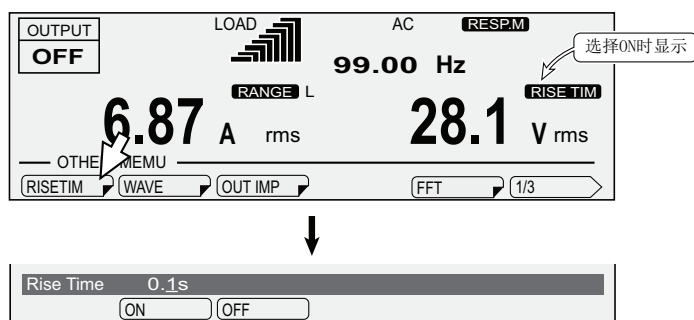 OUTPUT
OFF
LOAD
AC
RESP.M
选择ON时显示
99.00 Hz
RANGE L
RISE TIM
6.87 A rms
28.1 V rms
OTHE MEMU
RISETIM
WAVE
OUT IMP
FFT
1/3
Rise Time 0.1s
ON
OFF